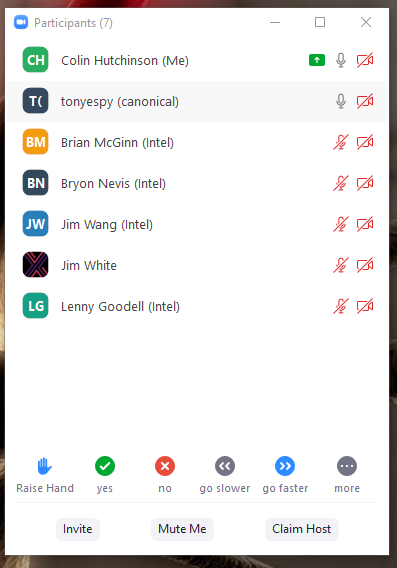 Participants (7)
CH Colin Hutchinson (Me)
T( tonyespy (canonical)
BM Brian McGinn (Intel)
BN Bryon Nevis (Intel)
JW Jim Wang (Intel)
Jim White
LG Lenny Goodell (Intel)
Raise Hand yes no go slower go faster more
Invite Mute Me Claim Host